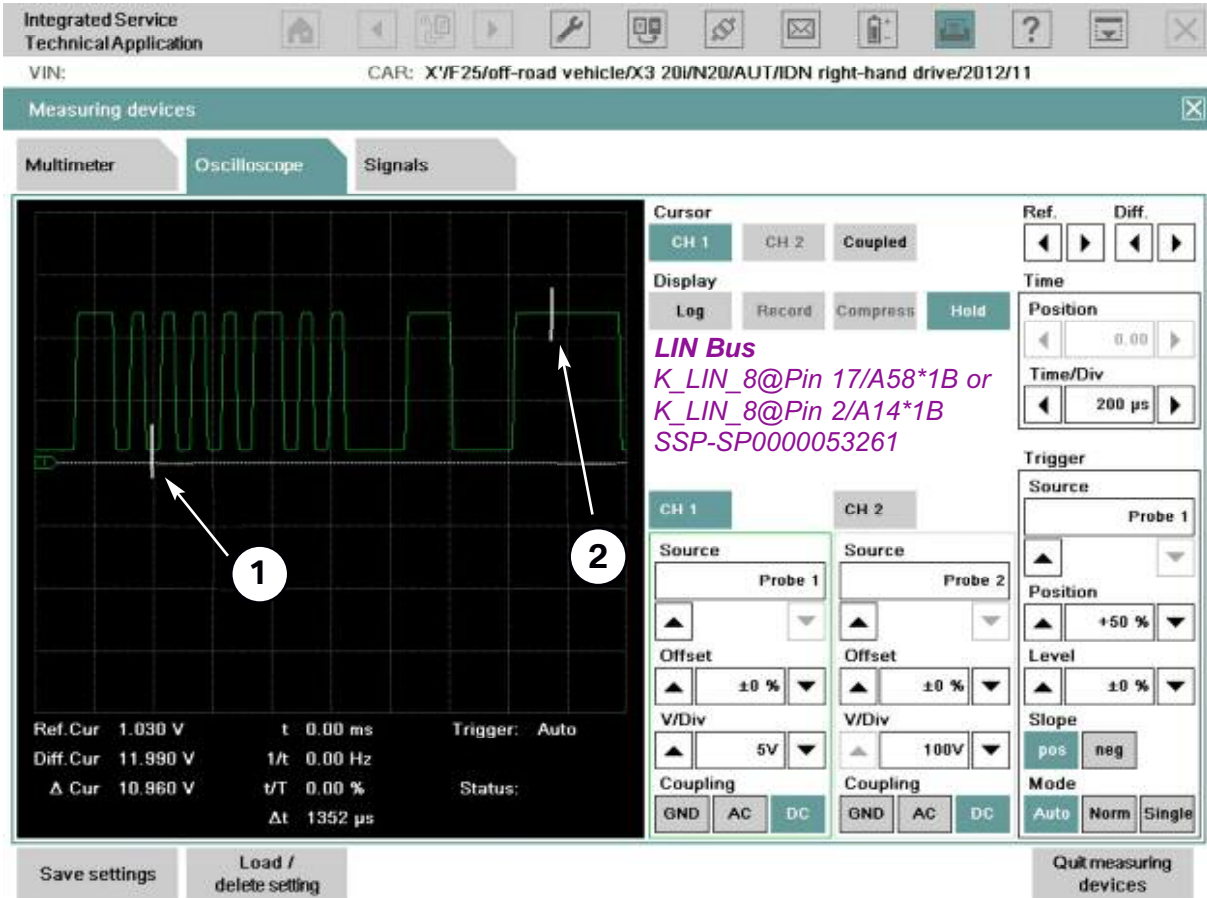 Integrated Service
Technical Application
?
VIN:
CAR: X'/F25/off-road vehicle/X3 20i/N20/AUT/IDN right-hand drive/2012/11
Measuring devices
Multimeter
Oscilloscope
Signals
Cursor
CH 1
CH 2
Coupled
Ref.
Diff.
Display
Log
Record
Compress
Hold
Time
Position
0.00
Time/Div
200 µs
LIN Bus
K_LIN_8@Pin 17/A58*1B or
K_LIN_8@Pin 2/A14*1B
SSP-SP0000053261
T
1
2
CH 1
Source
Probe 1
Offset
±0 %
V/Div
5V
Coupling
GND
AC
DC
CH 2
Source
Probe 2
Offset
±0 %
V/Div
100V
Coupling
GND
AC
DC
Trigger
Source
Probe 1
Position
+50 %
Level
±0 %
Slope
pos
neg
Mode
Auto
Norm
Single
Ref.Cur 1.030 V t 0.00 ms Trigger: Auto
Diff.Cur 11.990 V 1/t 0.00 Hz
Δ Cur 10.960 V t/T 0.00 % Status:
Δt 1352 µs
Save settings
Load /
delete setting
Quit measuring
devices